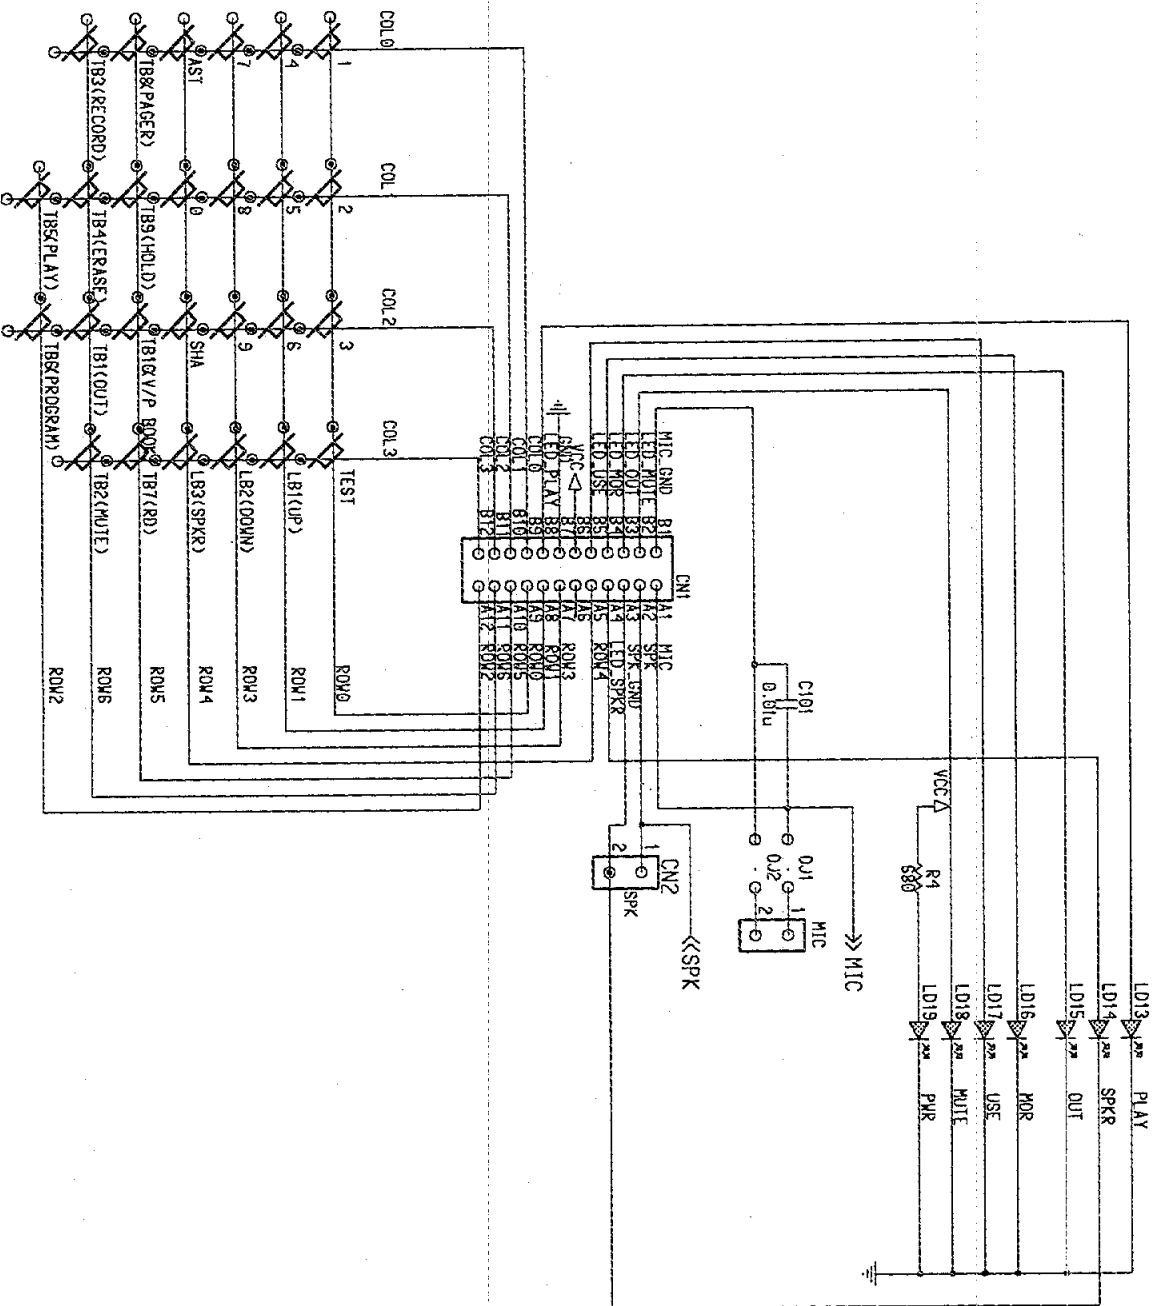 COL0
1
4
7
AST
TB8(PAGER)
TB3(RECORD)
COL1
2
5
8
0
TB9(HOLD)
TB4(ERASE)
TB5(PLAY)
COL2
3
6
9
SHA
TB10(V/P BOOK
TB1(OUT)
TB6(PROGRAM)
COL3
TEST
LB1(UP)
LB2(DOWN)
LB3(SPKR)
TB7(RD)
TB2(MUTE)
ROW0
ROW1
ROW3
ROW4
ROW5
ROW6
ROW2
MIC_GND B1
LED_MUTE B2
LED_OUT B3
LED_MOR B4
LED_USE B5
VCC B6
GND B7
LED_PLAY B8
COL0 B9
COL1 B10
COL2 B11
COL3 B12
CN1
A1 MIC
A2 SPK
A3 SPK_GND
A4 LED_SPKR
A5 ROW4
A6
A7 ROW3
A8 ROW1
A9 ROW0
A10 ROW5
A11 ROW6
A12 ROW2
C101
0.01u
OJ1
OJ2
1
2
MIC
MIC
1
2
CN2
SPK
SPK
VCC
R4
680
LD13 PLAY
LD14 SPKR
LD15 OUT
LD16 MOR
LD17 USE
LD18 MUTE
LD19 PWR